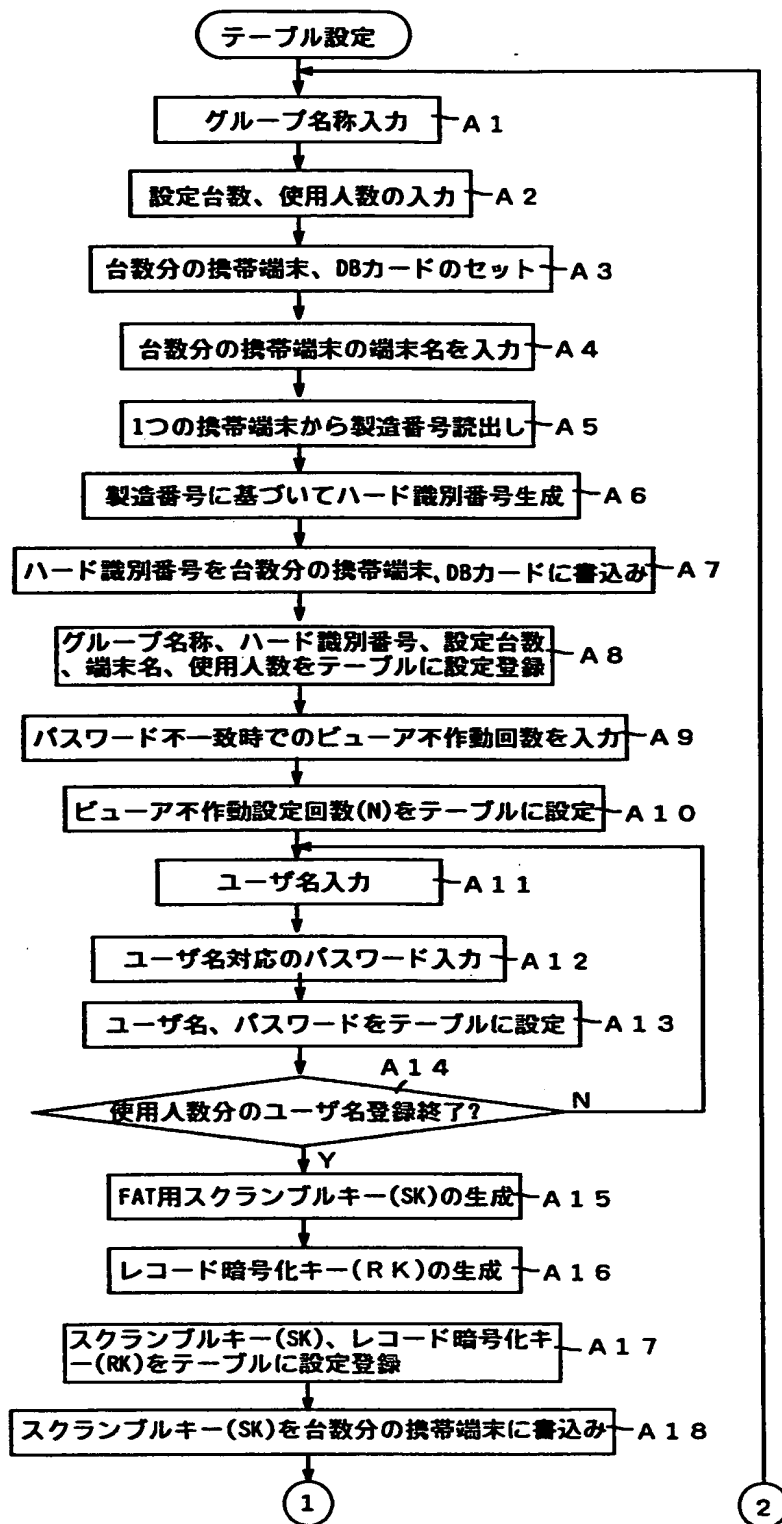 テーブル設定
グループ名称入力 A1
設定台数、使用人数の入力 A2
台数分の携帯端末、DBカードのセット A3
台数分の携帯端末の端末名を入力 A4
1つの携帯端末から製造番号読出し A5
製造番号に基づいてハード識別番号生成 A6
ハード識別番号を台数分の携帯端末、DBカードに書込み A7
グループ名称、ハード識別番号、設定台数
、端末名、使用人数をテーブルに設定登録 A8
パスワード不一致時でのビューア不作動回数を入力 A9
ビューア不作動設定回数(N)をテーブルに設定 A10
ユーザ名入力 A11
ユーザ名対応のパスワード入力 A12
ユーザ名、パスワードをテーブルに設定 A13
A14
使用人数分のユーザ名登録終了? N
Y
FAT用スクランブルキー(SK)の生成 A15
レコード暗号化キー(RK)の生成 A16
スクランブルキー(SK)、レコード暗号化キ
ー(RK)をテーブルに設定登録 A17
スクランブルキー(SK)を台数分の携帯端末に書込み A18
1 2